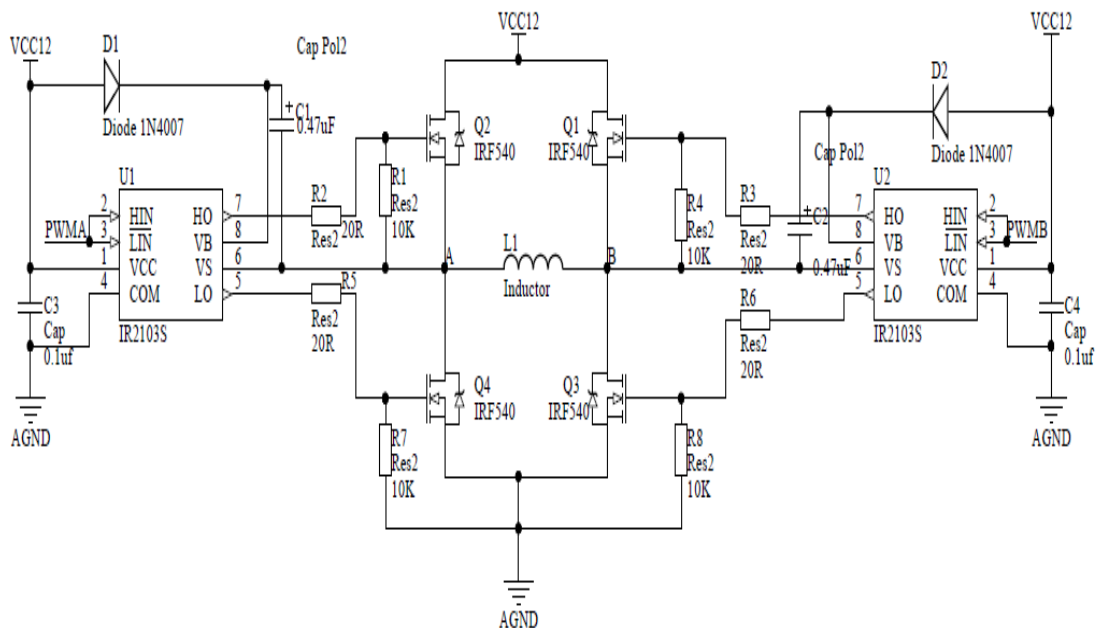 VCC12
D1
Cap Pol2
Diode 1N4007
C1
0.47uF
U1
2
HIN
HO
7
PWMA
3
LIN
VB
8
1
VCC
VS
6
4
COM
LO
5
IR2103S
C3
Cap
0.1uf
AGND
R2
20R
Res2
R1
Res2
10K
R5
Res2
20R
VCC12
Q2
IRF540
Q1
IRF540
A
L1
B
Inductor
Q4
IRF540
Q3
IRF540
R7
Res2
10K
R8
Res2
10K
AGND
R4
Res2
10K
R3
Res2
20R
R6
Res2
20R
VCC12
D2
Diode 1N4007
Cap Pol2
C2
0.47uF
U2
7
HO
HIN
2
8
VB
LIN
3
PWMB
6
VS
VCC
1
5
LO
COM
4
IR2103S
C4
Cap
0.1uf
AGND